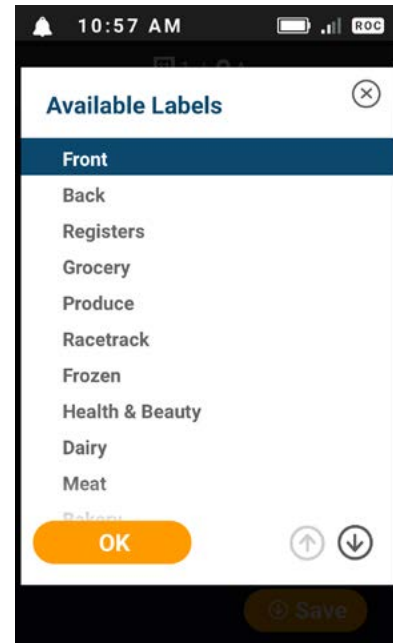 10:57 AM ROC
Available Labels
Front
Back
Registers
Grocery
Produce
Racetrack
Frozen
Health & Beauty
Dairy
Meat
Bakery
OK
Save